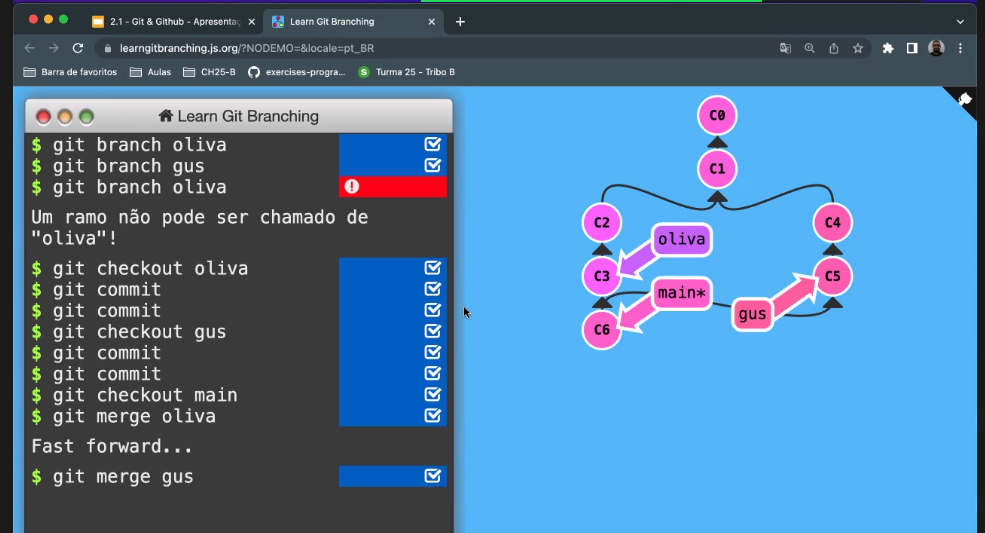 2.1 - Git & Github - Apresentaç
Learn Git Branching
learngitbranching.js.org/?NODEMO=&locale=pt_BR
Barra de favoritos
Aulas
CH25-B
exercises-progra...
S
Turma 25 - Tribo B
Learn Git Branching
$ git branch oliva
$ git branch gus
$ git branch oliva
Um ramo não pode ser chamado de
"oliva"!
$ git checkout oliva
$ git commit
$ git commit
$ git checkout gus
$ git commit
$ git commit
$ git checkout main
$ git merge oliva
Fast forward...
$ git merge gus
C0
C1
C2
C4
oliva
C3
C5
main*
gus
C6